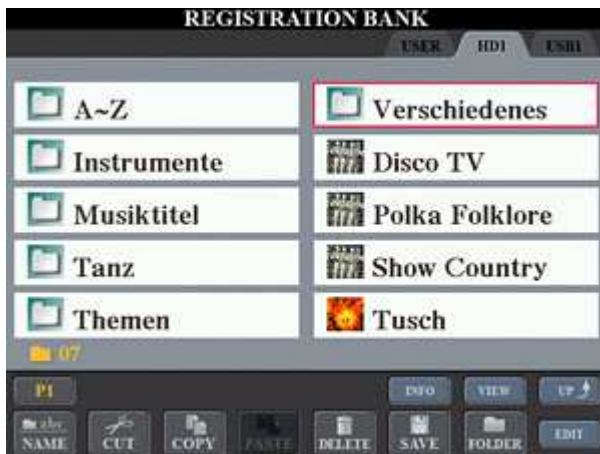 REGISTRATION BANK
USER HD1 USB1
A~Z
Instrumente
Musiktitel
Tanz
Themen
Verschiedenes
Disco TV
Polka Folklore
Show Country
Tusch
07
P1
INFO VIEW UP
abc
NAME CUT COPY PASTE DELETE SAVE FOLDER EDIT